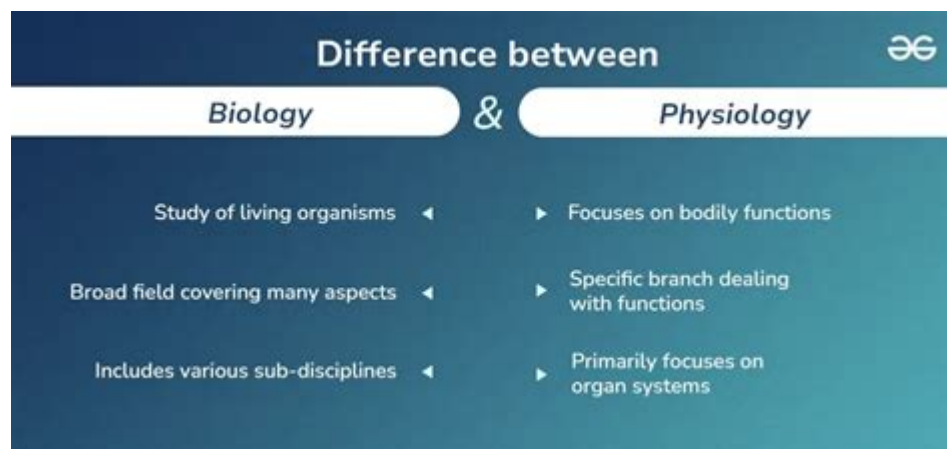 Difference between
Biology
&
Physiology
Study of living organisms
Focuses on bodily functions
Broad field covering many aspects
Specific branch dealing
with functions
Includes various sub-disciplines
Primarily focuses on
organ systems